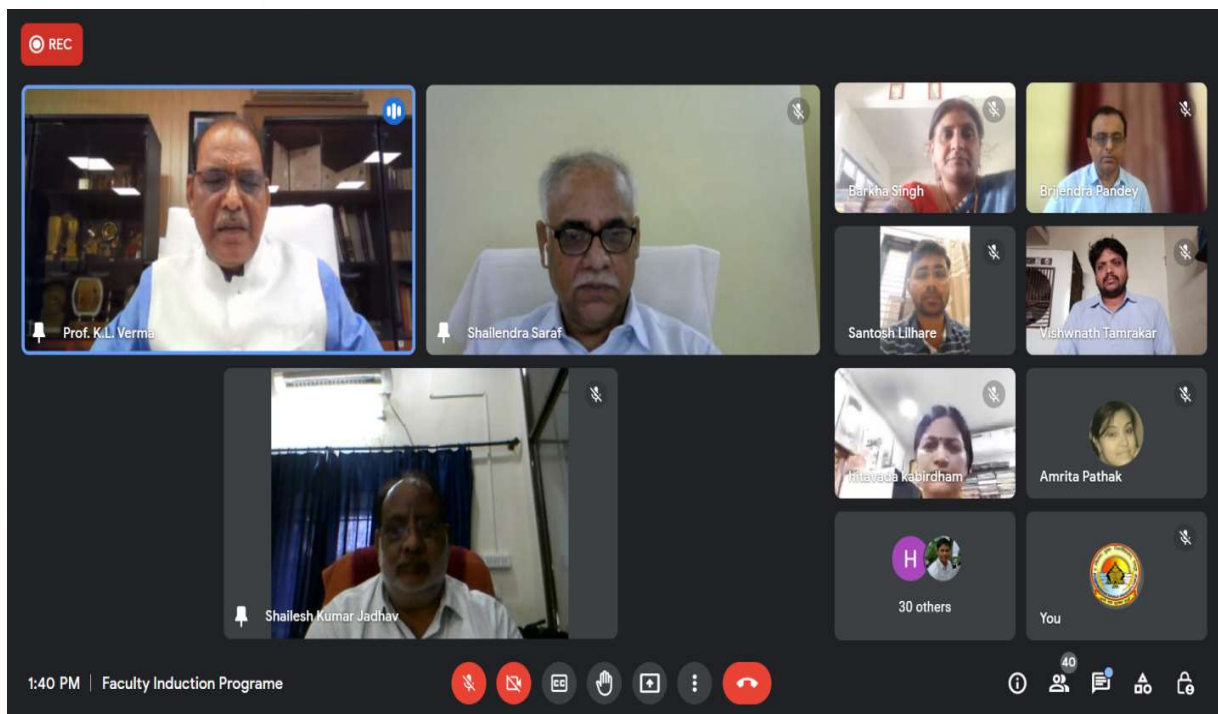 REC
Prof. K.L. Verma
Shailendra Saraf
Barkha Singh
Brijendra Pandey
Santosh Lilhare
Vishwnath Tamrakar
Shailesh Kumar Jadhav
hitavada kabirdham
Amrita Pathak
H
30 others
You
1:40 PM | Faculty Induction Programe
CC
40